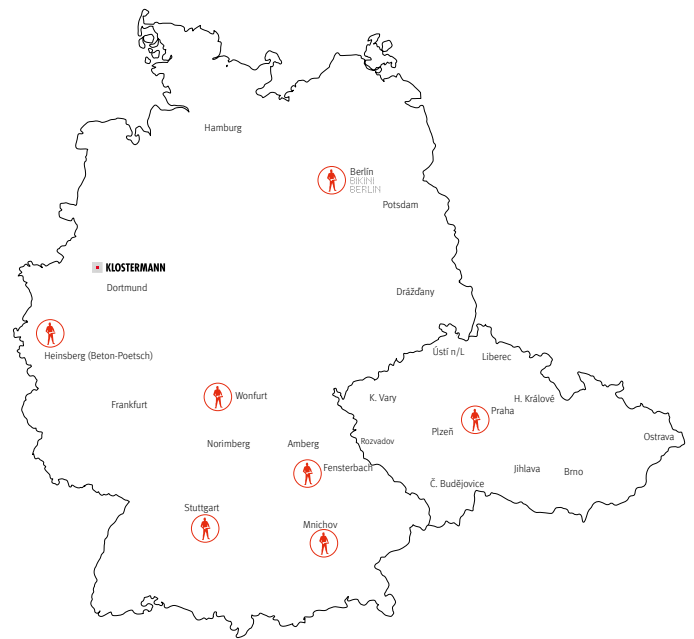 Hamburg
Berlín
BIKINI
BERLIN
Potsdam
KLOSTERMANN
Dortmund
Drážďany
Heinsberg (Beton-Poetsch)
Ústí n/L
Liberec
Wonfurt
K. Vary
H. Králové
Frankfurt
Praha
Plzeň
Ostrava
Norimberg
Amberg
Rozvadov
Fensterbach
Jihlava
Brno
Č. Budějovice
Stuttgart
Mnichov